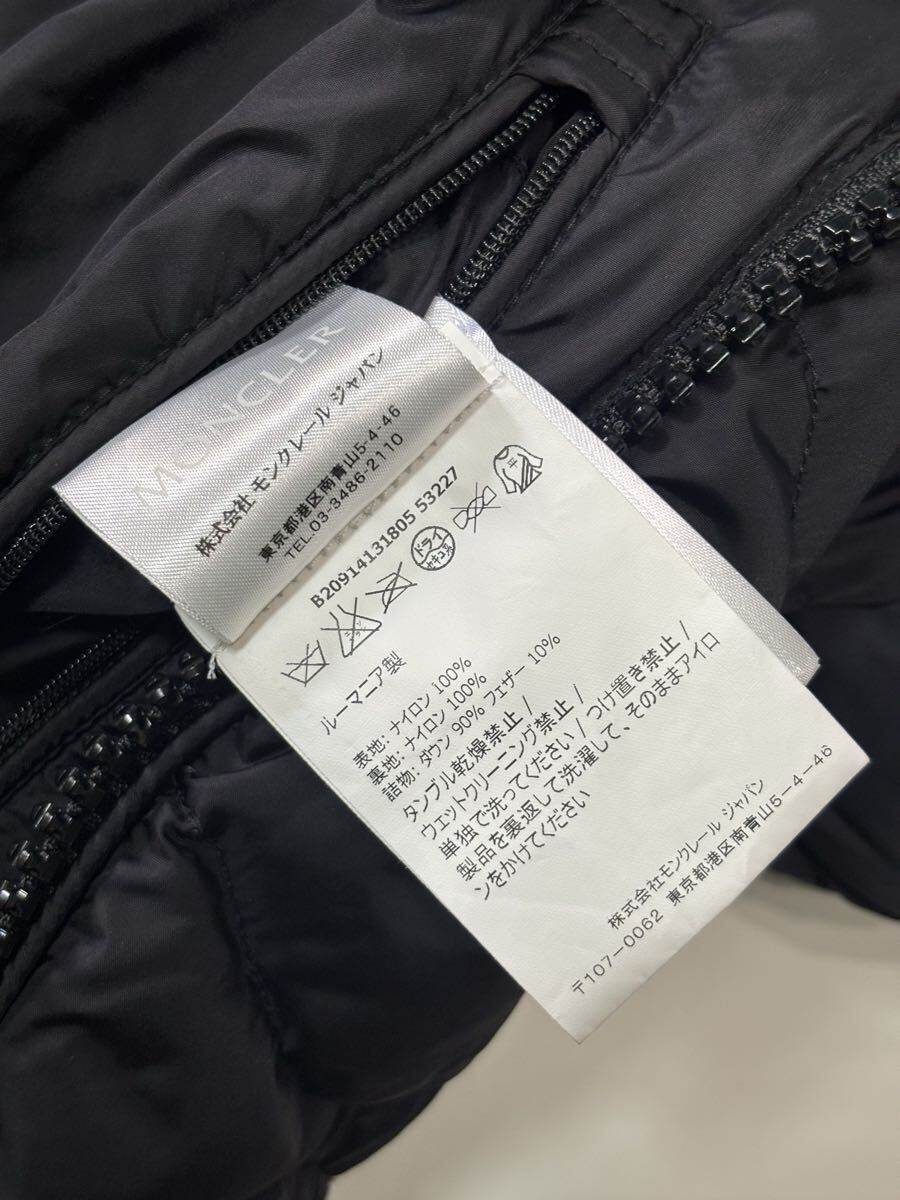 MONCLER
株式会社 モンクレール ジャパン
東京都港区南青山5-4-46
TEL.03-3486-2110
B20914131805 53227
ドライ
セキユ系
ルーマニア製
表地: ナイロン 100%
裏地: ナイロン 100%
詰物: ダウン 90% フェザー 10%
タンブル乾燥禁止 /
ウェットクリーニング禁止 /
単独で洗ってください / つけ置き禁止 /
製品を裏返して洗濯して、そのままアイロ
ンをかけてください
株式会社モンクレール ジャパン
〒107-0062 東京都港区南青山5-4-46